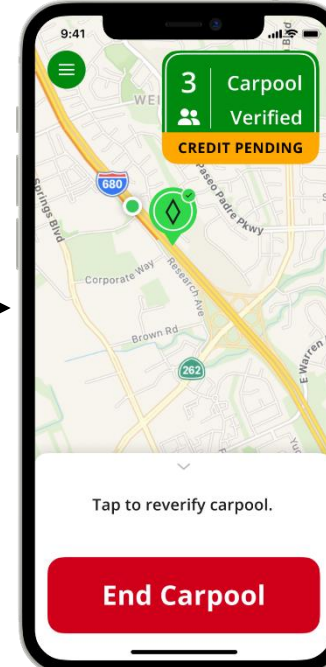 9:41
3 Carpool
Verified
CREDIT PENDING
WE
680
Springs Blvd
Paseo Padre Pkwy
Corporate Way
Research Ave
Brown Rd
262
E Warren
Tap to reverify carpool.
End Carpool